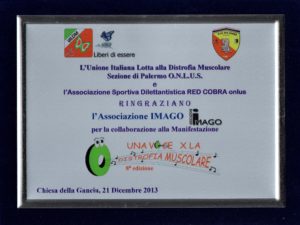 Liberi di essere
L'Unione Italiana Lotta alla Distrofia Muscolare
Sezione di Palermo O.N.L.U.S.
e
l'Associazione Sportiva Dilettantistica RED COBRA onlus
RINGRAZIANO
l'Associazione IMAGO
IMAGO
per la collaborazione alla Manifestazione
UNA VOCE X LA
DISTROFIA MUSCOLARE
8ª edizione
Chiesa della Gancia, 21 Dicembre 2013